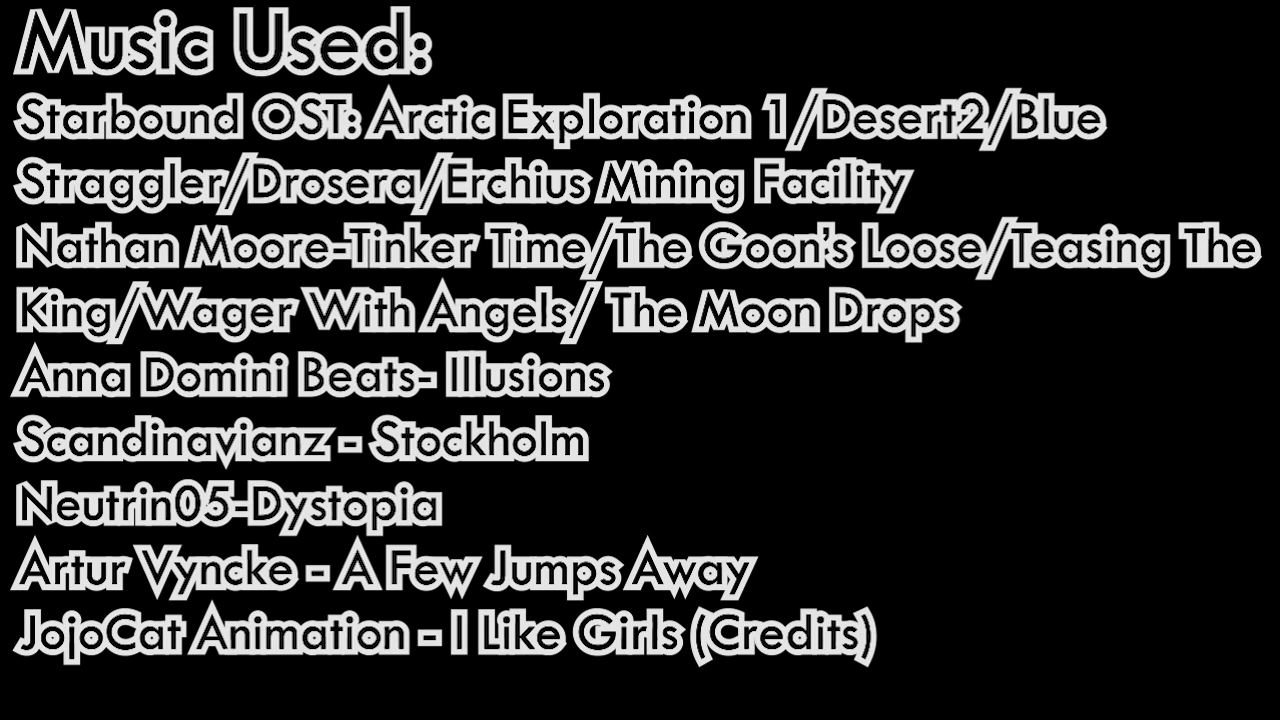 Music Used:
Starbound OST: Arctic Exploration 1/Desert2/Blue
Straggler/Drosera/Erchius Mining Facility
Nathan Moore-Tinker Time/The Goon's Loose/Teasing The
King/Wager With Angels/ The Moon Drops
Anna Domini Beats- Illusions
Scandinavianz - Stockholm
Neutrin05-Dystopia
Artur Vyncke - A Few Jumps Away
JojoCat Animation - I Like Girls (Credits)